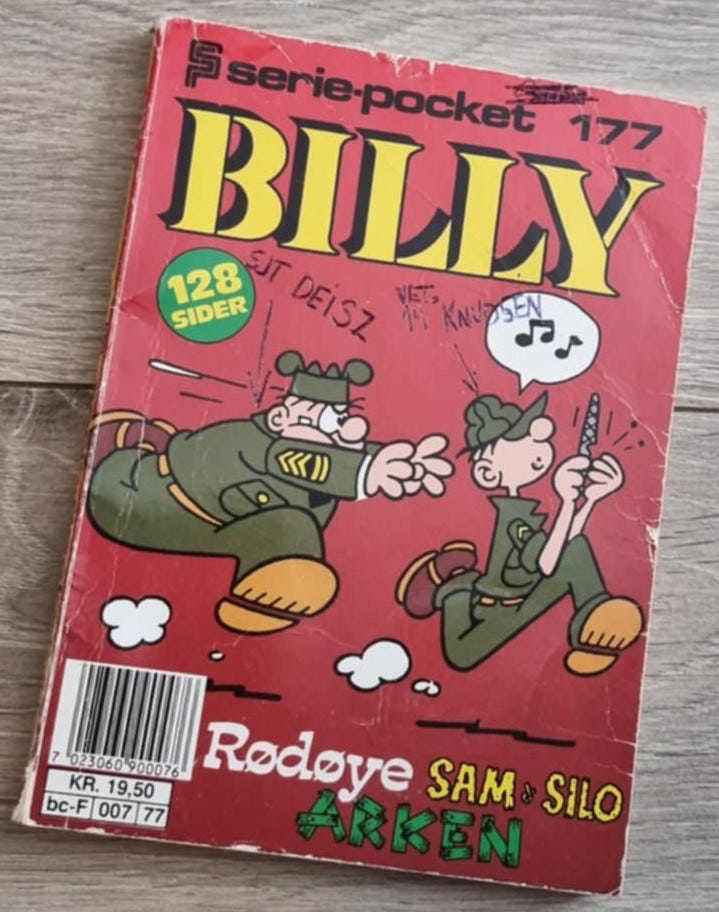 serie-pocket 177
BILLY
128
SIDER
SJT DEISZ
VET.
KNUDSEN
7 023060 900076
KR. 19,50
bc-F 007 77
Rødøye
SAM & SILO
ARKEN